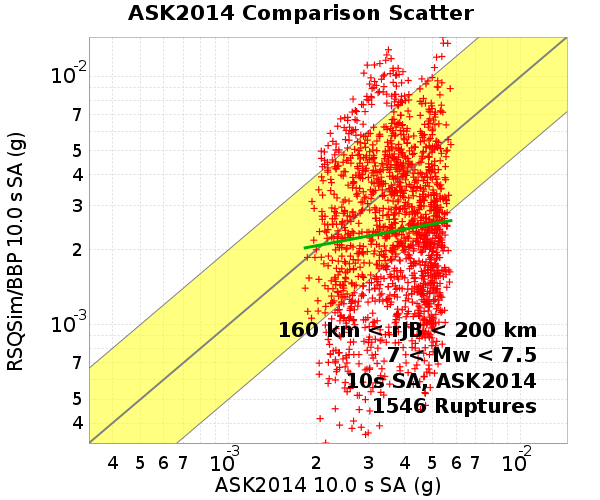 ASK2014 Comparison Scatter
RSQSim/BBP 10.0 s SA (g)
10-2
7
5
4
3
2
10-3
7
5
4
160 km < rJB < 200 km
7 < Mw < 7.5
10s SA, ASK2014
1546 Ruptures
4 5 6 7 10-3 2 3 4 5 6 7 10-2
ASK2014 10.0 s SA (g)